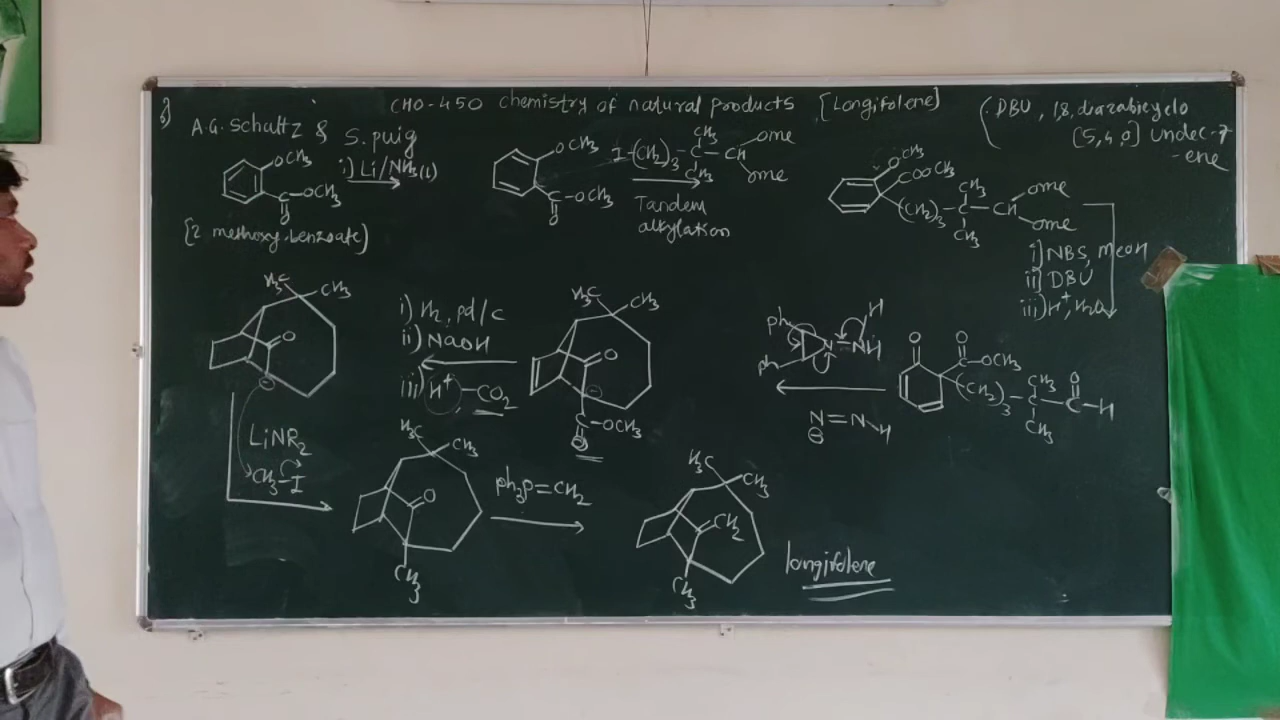 8)
CHO-450 chemistry of natural products [Longifolene]
(.DBU, 1,8, diazabicyclo
[5,4,0] Undec-7
-ene
A.G. Schultz & S. puig
OCH3
i) Li/NH3(l)
C-OCH3
O
[2 methoxy benzoate]
OCH3
C-OCH3
O
I-(CH2)3-C-CH
CH3
CH3
ome
ome
Tandem
alkylation
OCH3
COOCH3
(CH2)3-C-CH
CH3
CH3
ome
ome
i) NBS, MeOH
ii) DBU
iii) H+, H2O
H3C
CH3
O
⊖
i) H2, pd/c
ii) NaOH
iii) H+, -CO2
H3C
CH3
O
⊖
C-OCH3
O
ph
ph
N=NH
H
N=N-H
⊖
O
O
C-OCH3
(CH2)3-C-C-H
CH3
CH3
O
LiNR2
CH3-I
H3C
CH3
O
CH3
ph3P=CH2
H3C
CH3
CH2
CH3
longifolene